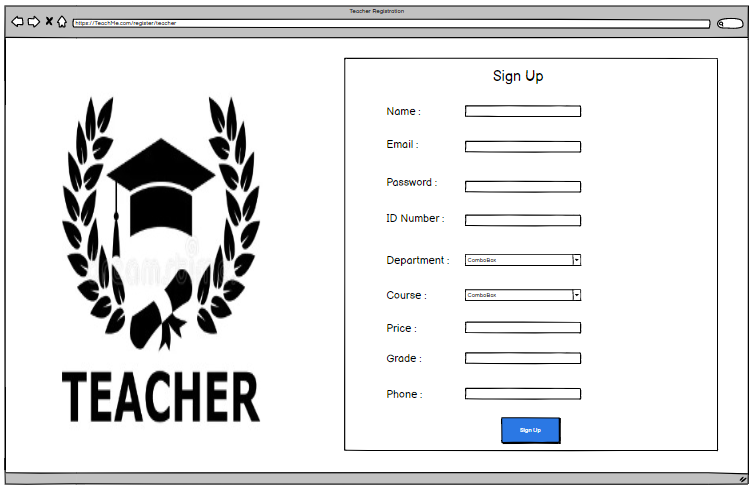 Teacher Registration
https://TeachMe.com/register/teacher
Sign Up
Name :
Email :
Password :
ID Number :
Department :
ComboBox
Course :
ComboBox
Price :
Grade :
Phone :
Sign Up
TEACHER
dreamstime